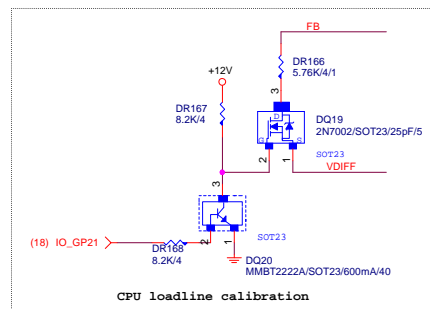 FB
DR166
5.76K/4/1
+12V
3
DR167
8.2K/4
D
G
S
DQ19
2N7002/SOT23/25pF/5
SOT23
2
1
VDIFF
3
(18) IO_GP21
DR168
8.2K/4
2
1
SOT23
DQ20
MMBT2222A/SOT23/600mA/40
CPU loadline calibration